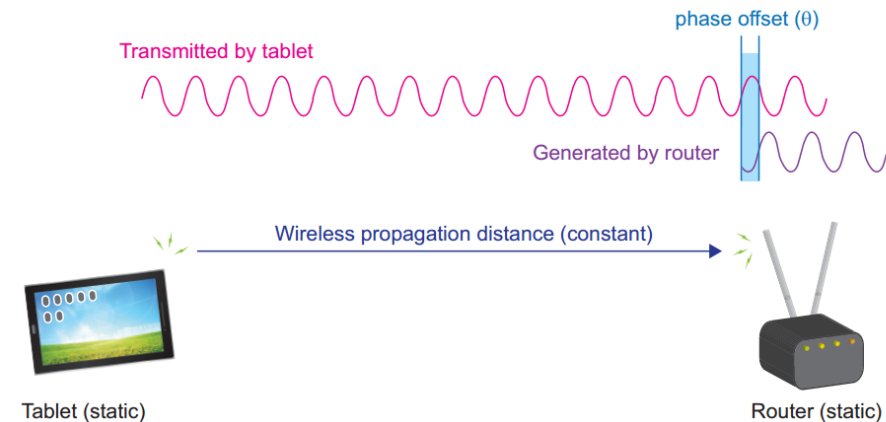 phase offset (θ)
Transmitted by tablet
Generated by router
Wireless propagation distance (constant)
Tablet (static)
Router (static)